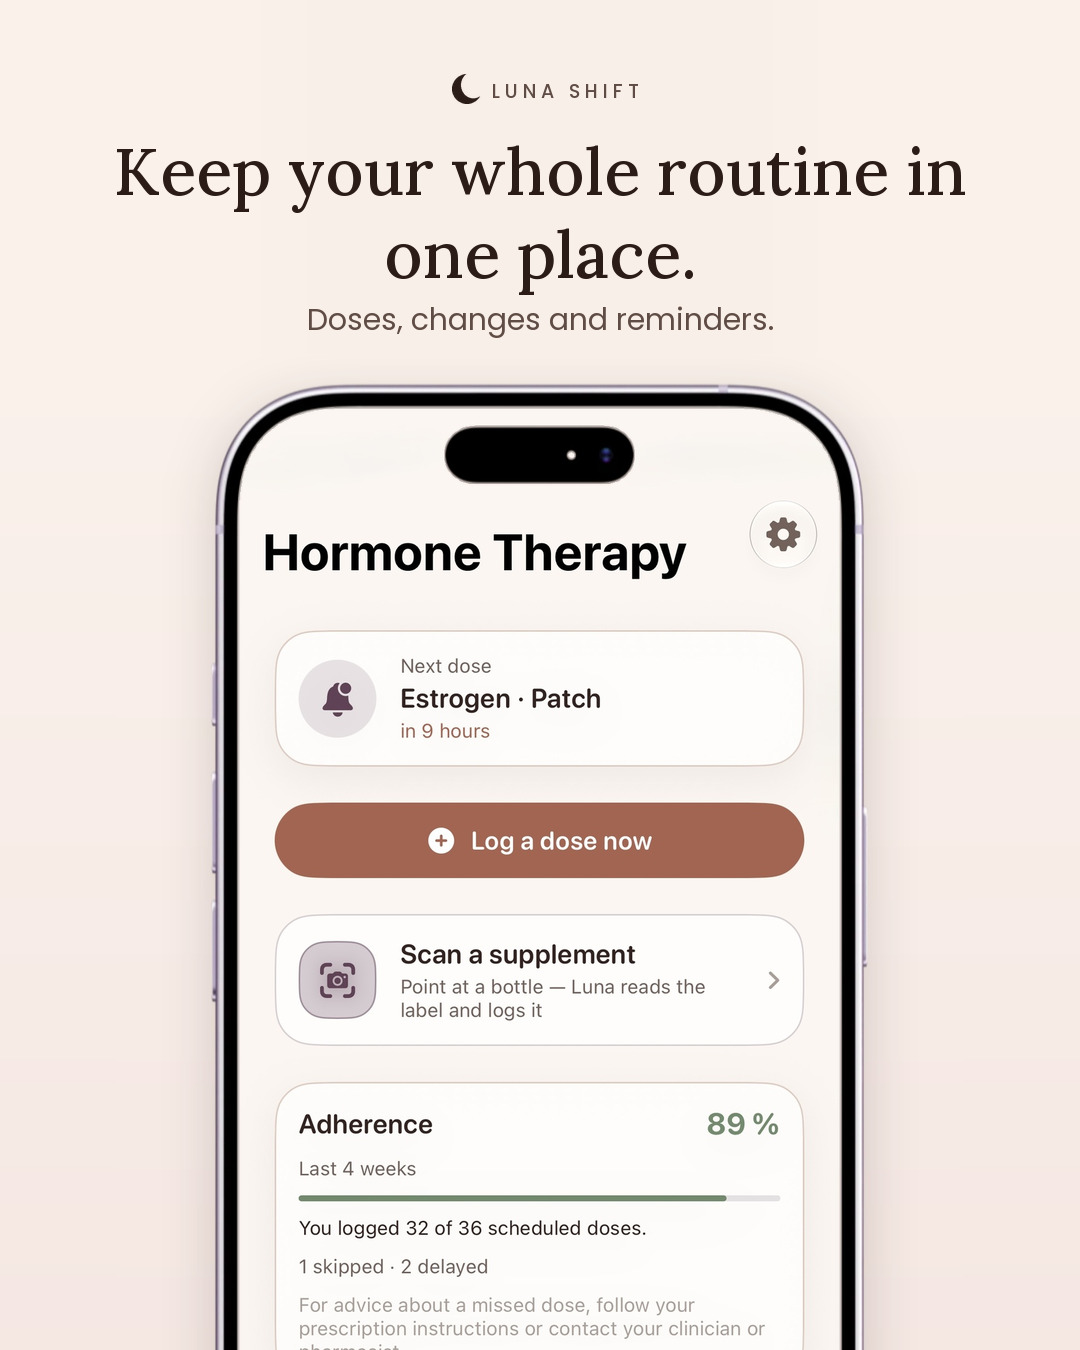 LUNA SHIFT
Keep your whole routine in
one place.
Doses, changes and reminders.
Hormone Therapy
Next dose
Estrogen · Patch
in 9 hours
Log a dose now
Scan a supplement
Point at a bottle — Luna reads the
label and logs it
Adherence
89 %
Last 4 weeks
You logged 32 of 36 scheduled doses.
1 skipped · 2 delayed
For advice about a missed dose, follow your
prescription instructions or contact your clinician or